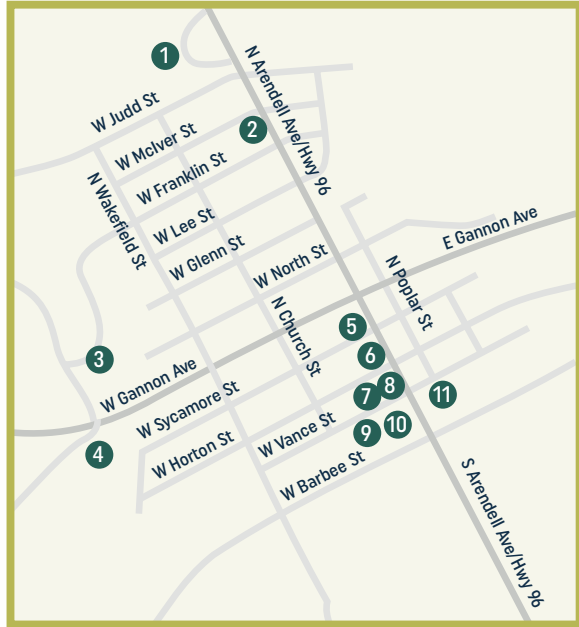 1
N Arendell Ave/Hwy 96
W Judd St
2
W McIver St
W Franklin St
N Wakefield St
W Lee St
W Glenn St
E Gannon Ave
W North St
N Poplar St
N Church St
5
3
6
W Gannon Ave
8
11
7
W Sycamore St
10
9
W Vance St
W Horton St
4
W Barbee St
S Arendell Ave/Hwy 96